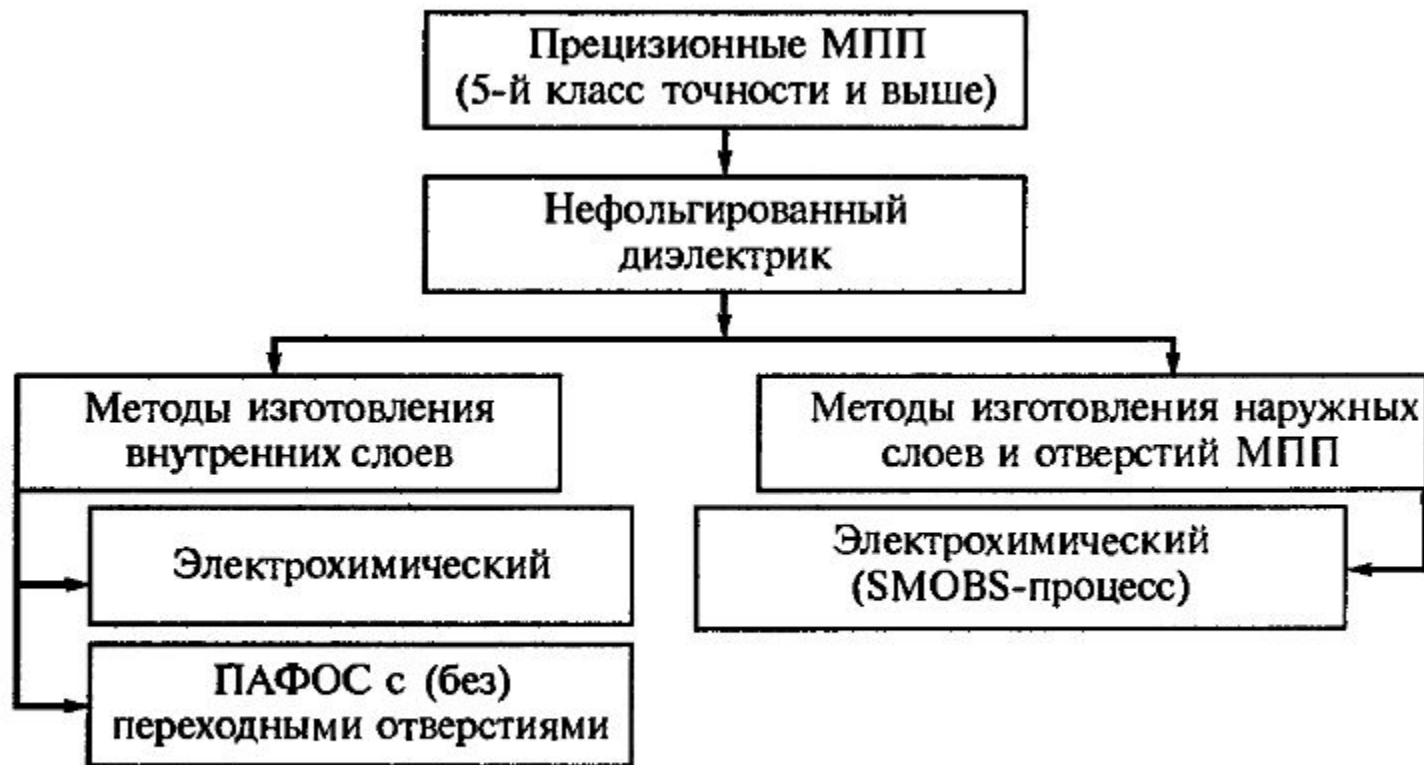 Прецизионные МПП
(5-й класс точности и выше)
Нефольгированный
диэлектрик
Методы изготовления
внутренних слоев
Методы изготовления наружных
слоев и отверстий МПП
Электрохимический
Электрохимический
(SMOBS-процесс)
ПАФОС с (без)
переходными отверстиями